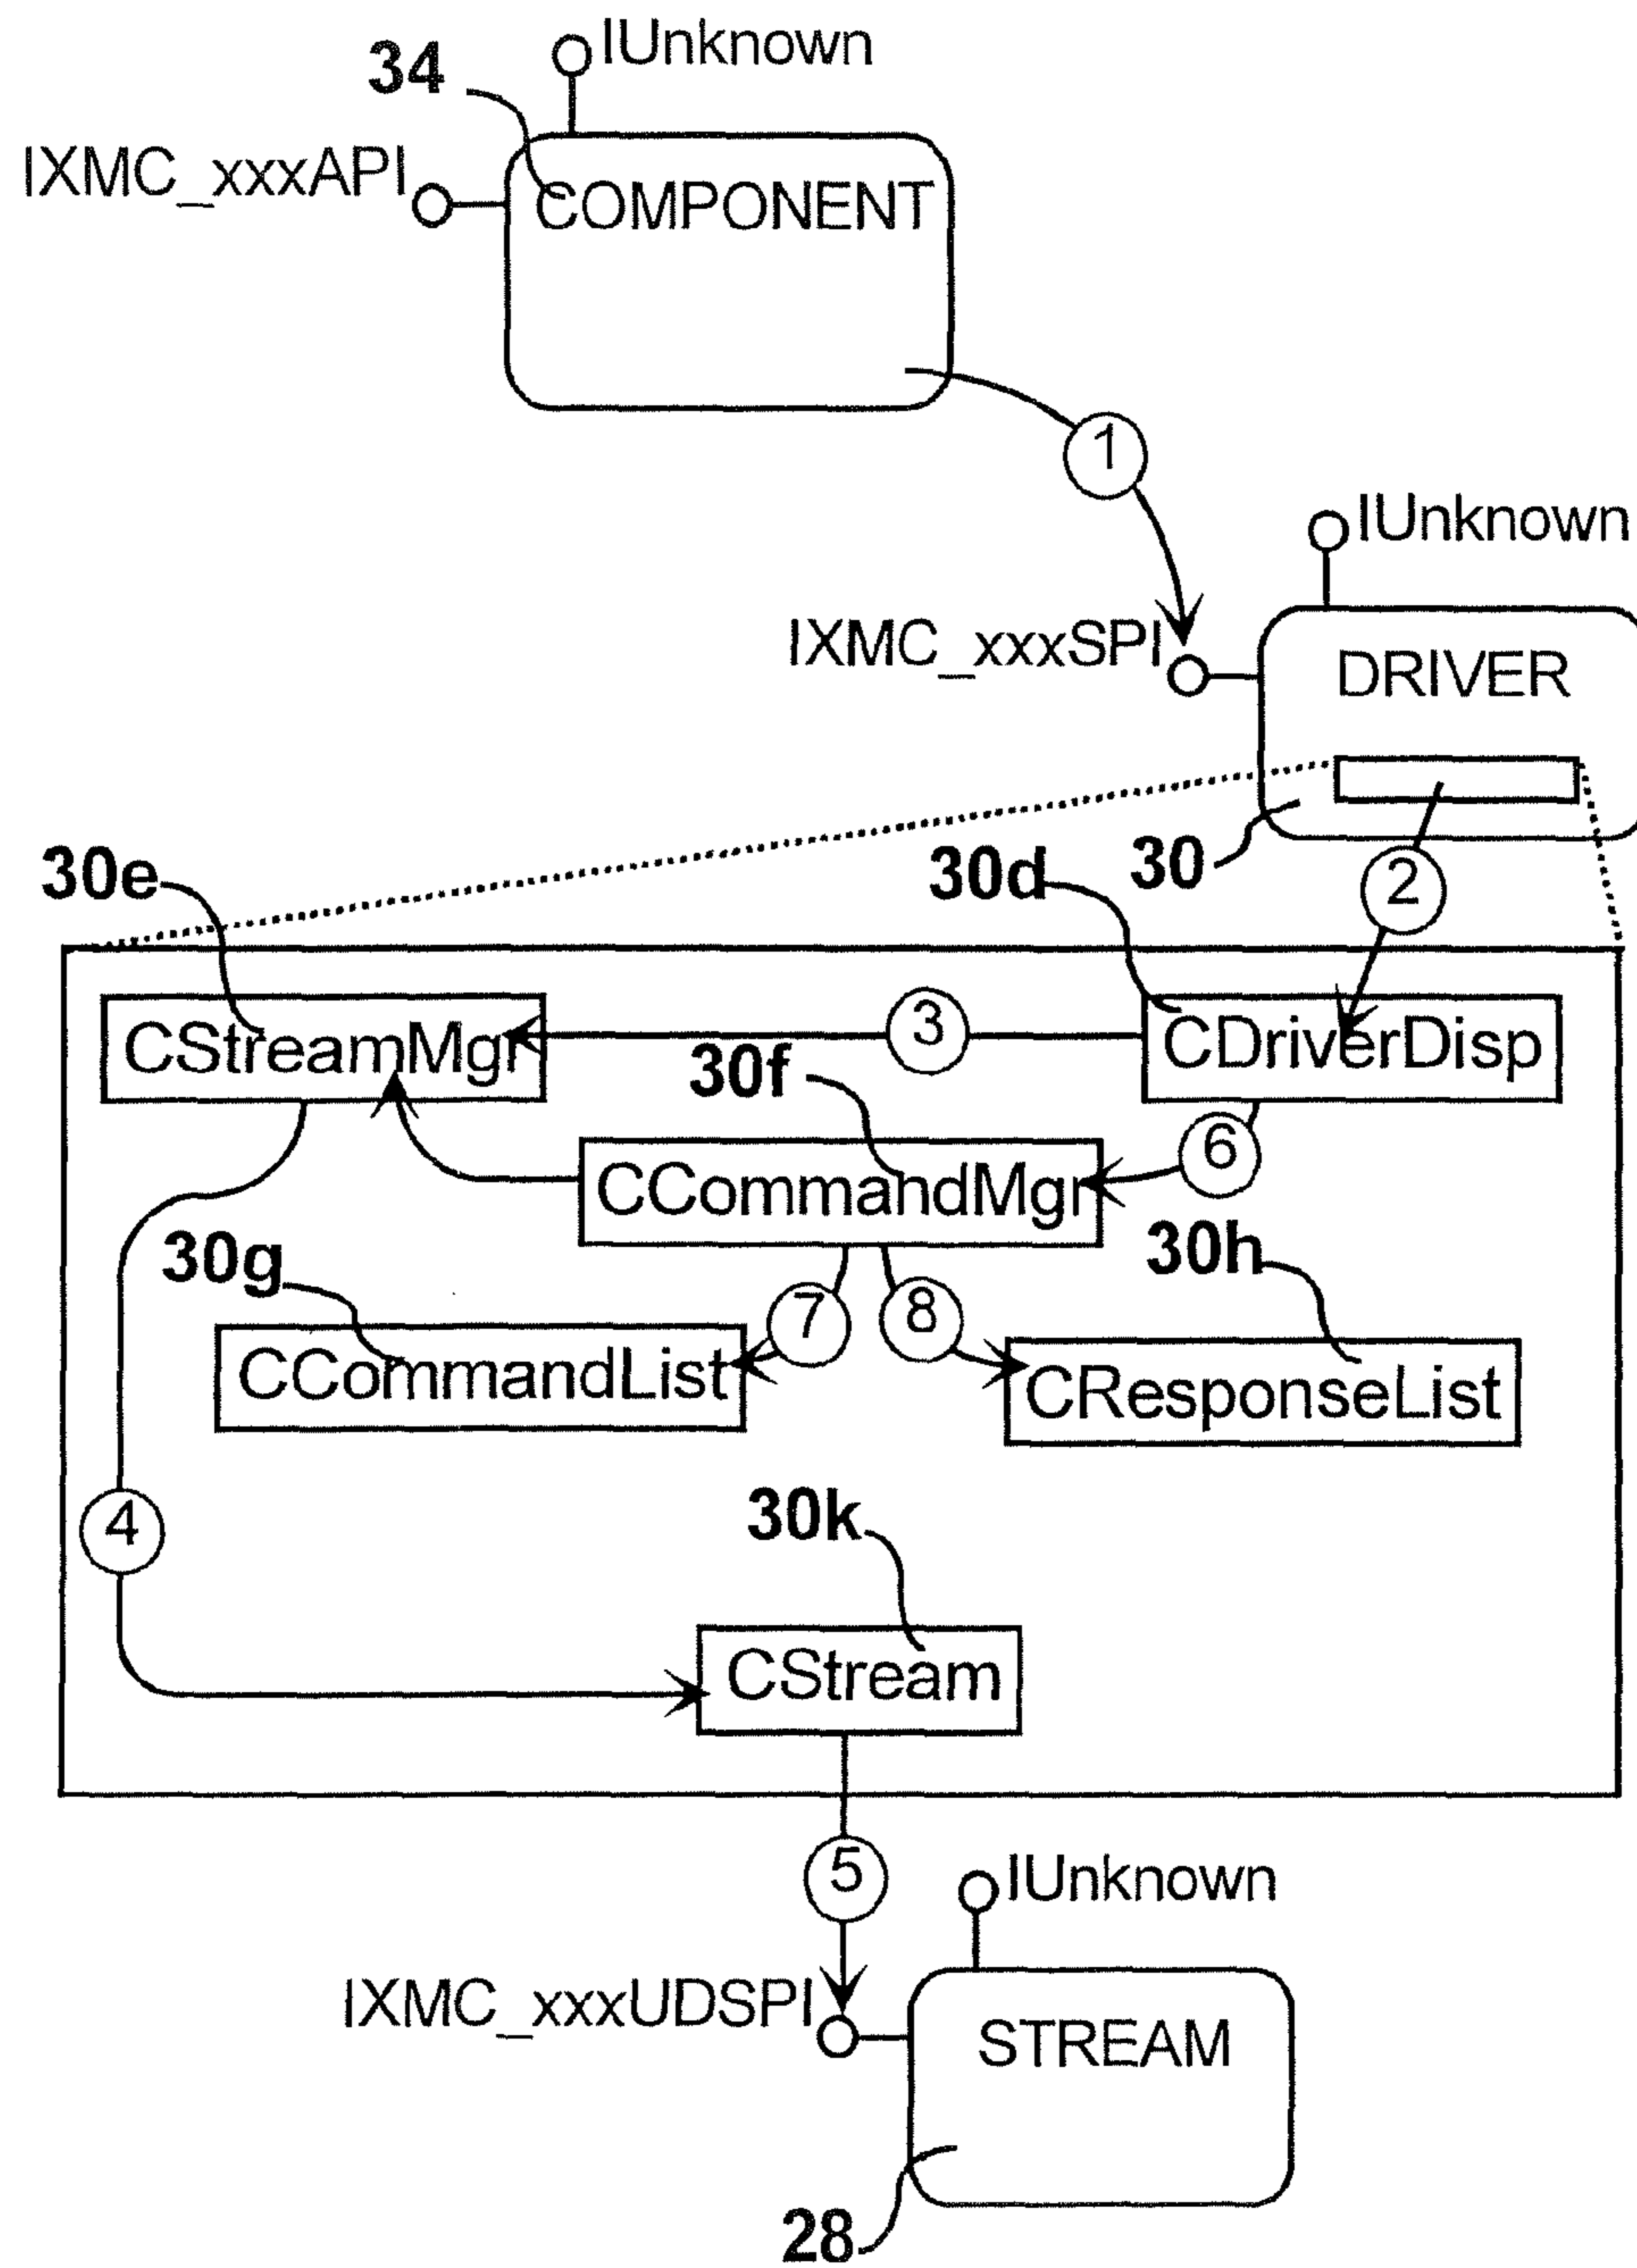 IUnknown
34
IXMC_xxxAPI
COMPONENT
1
IUnknown
IXMC_xxxSPI
DRIVER
30
2
30e
30d
CStreamMgr
3
CDriverDisp
30f
6
CCommandMgr
30g
30h
7
8
CCommandList
CResponseList
4
30k
CStream
5
IUnknown
IXMC_xxxUDSPI
STREAM
28